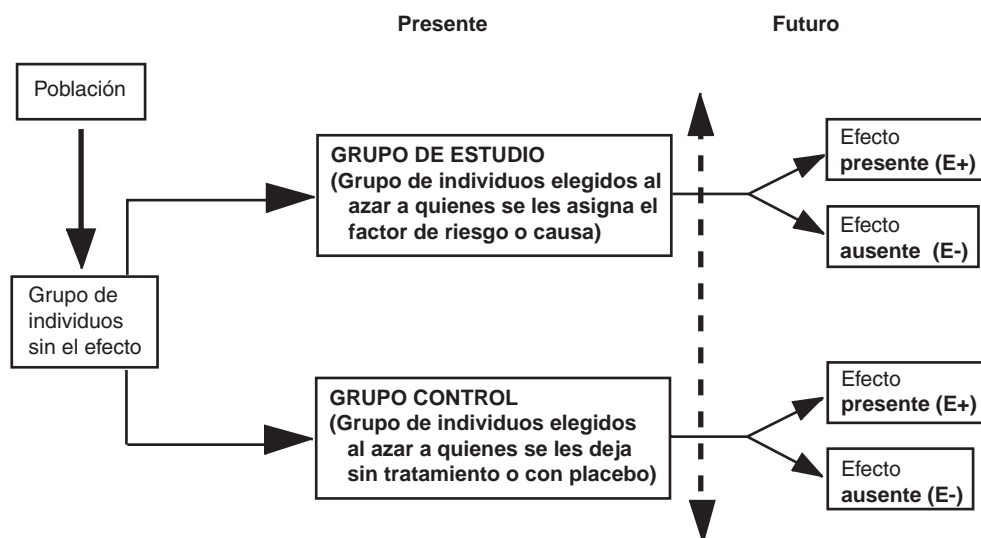 Presente
Futuro
Población
Grupo de
individuos
sin el efecto
GRUPO DE ESTUDIO
(Grupo de individuos elegidos al
azar a quienes se les asigna el
factor de riesgo o causa)
Efecto
presente (E+)
Efecto
ausente (E-)
GRUPO CONTROL
(Grupo de individuos elegidos
al azar a quienes se les deja
sin tratamiento o con placebo)
Efecto
presente (E+)
Efecto
ausente (E-)